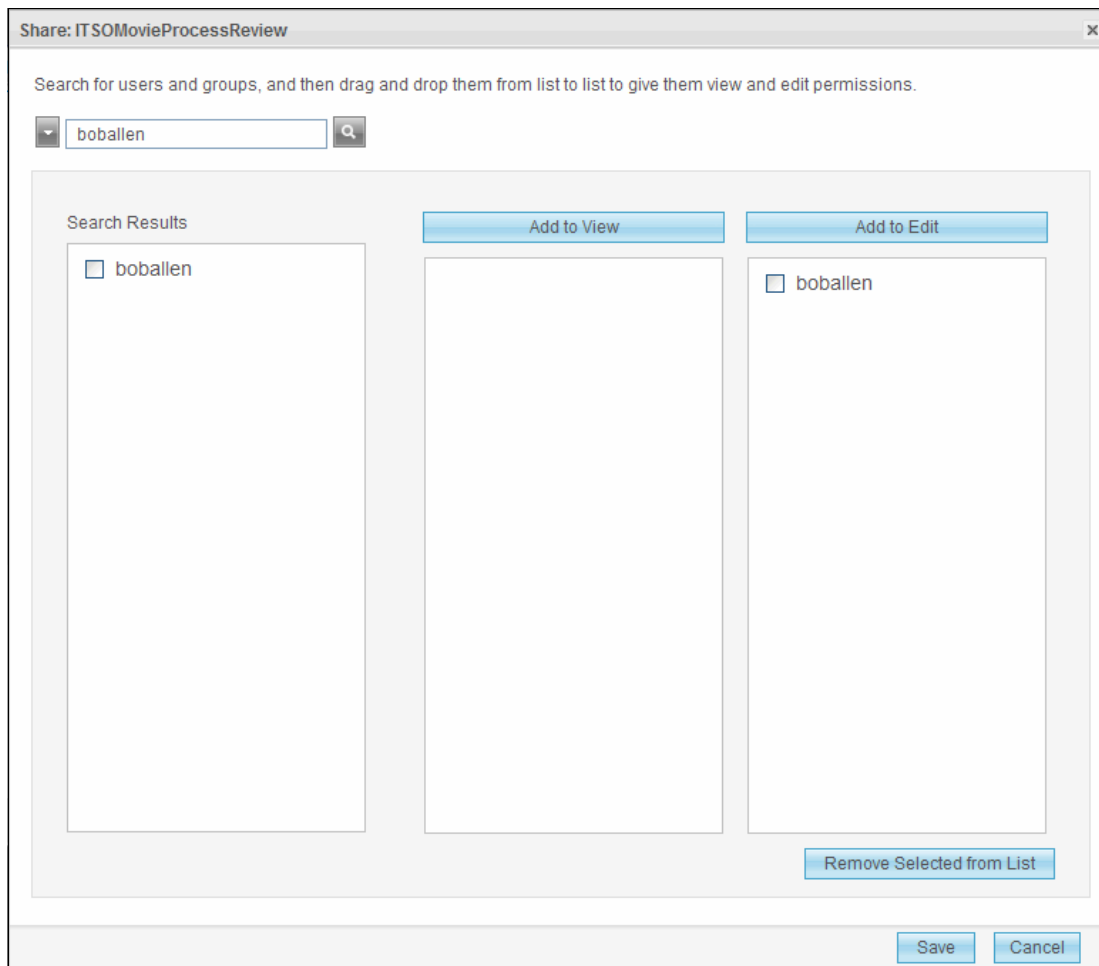 Share: ITSOMovieProcessReview
Search for users and groups, and then drag and drop them from list to list to give them view and edit permissions.
boballen
Search Results
Add to View
Add to Edit
boballen
boballen
Remove Selected from List
Save
Cancel